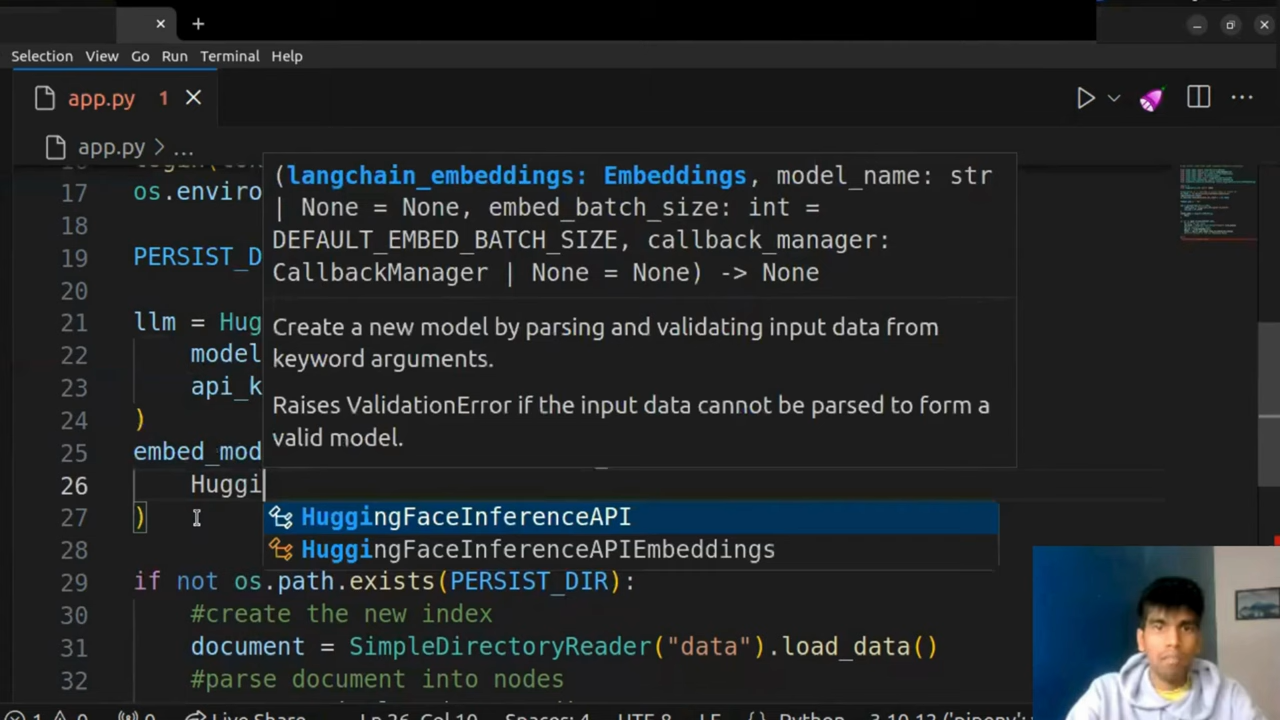 Selection View Go Run Terminal Help
app.py 1
app.py > ...
(langchain_embeddings: Embeddings, model_name: str
17 os.enviro
| None = None, embed_batch_size: int =
18
DEFAULT_EMBED_BATCH_SIZE, callback_manager:
19 PERSIST_D
CallbackManager | None = None) -> None
20
21 llm = Hug
Create a new model by parsing and validating input data from
22 model
keyword arguments.
23 api_k
Raises ValidationError if the input data cannot be parsed to form a
24 )
valid model.
25 embed_mod
26 Huggi
27 )
HuggingFaceInferenceAPI
28
HuggingFaceInferenceAPIEmbeddings
29 if not os.path.exists(PERSIST_DIR):
30 #create the new index
31 document = SimpleDirectoryReader("data").load_data()
32 #parse document into nodes